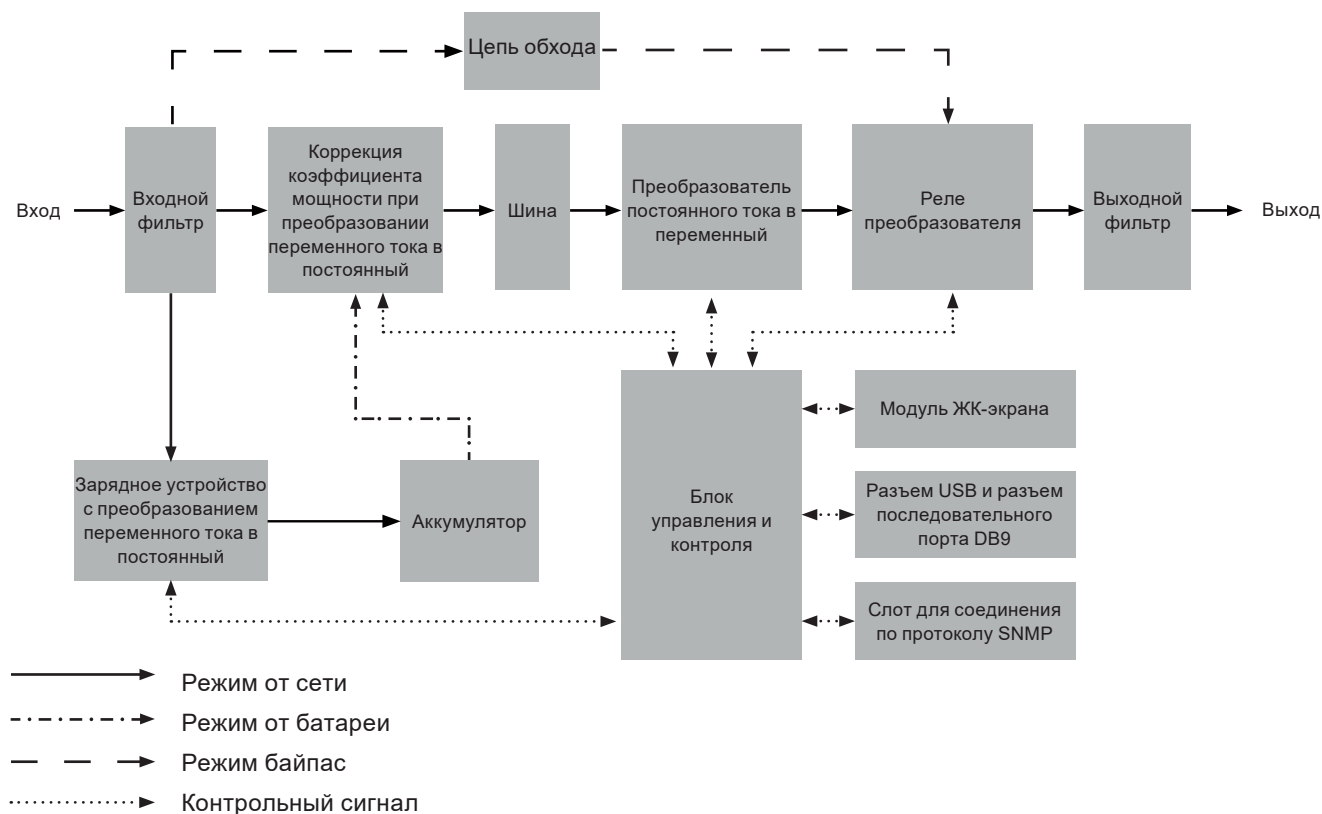 Цепь обхода
Вход
Входной
фильтр
Коррекция
коэффициента
мощности при
преобразовании
переменного тока в
постоянный
Шина
Преобразователь
постоянного тока в
переменный
Реле
преобразователя
Выходной
фильтр
Выход
Зарядное устройство
с преобразованием
переменного тока в
постоянный
Аккумулятор
Блок
управления и
контроля
Модуль ЖК-экрана
Разъем USB и разъем
последовательного
порта DB9
Слот для соединения
по протоколу SNMP
Режим от сети
Режим от батареи
Режим байпас
Контрольный сигнал